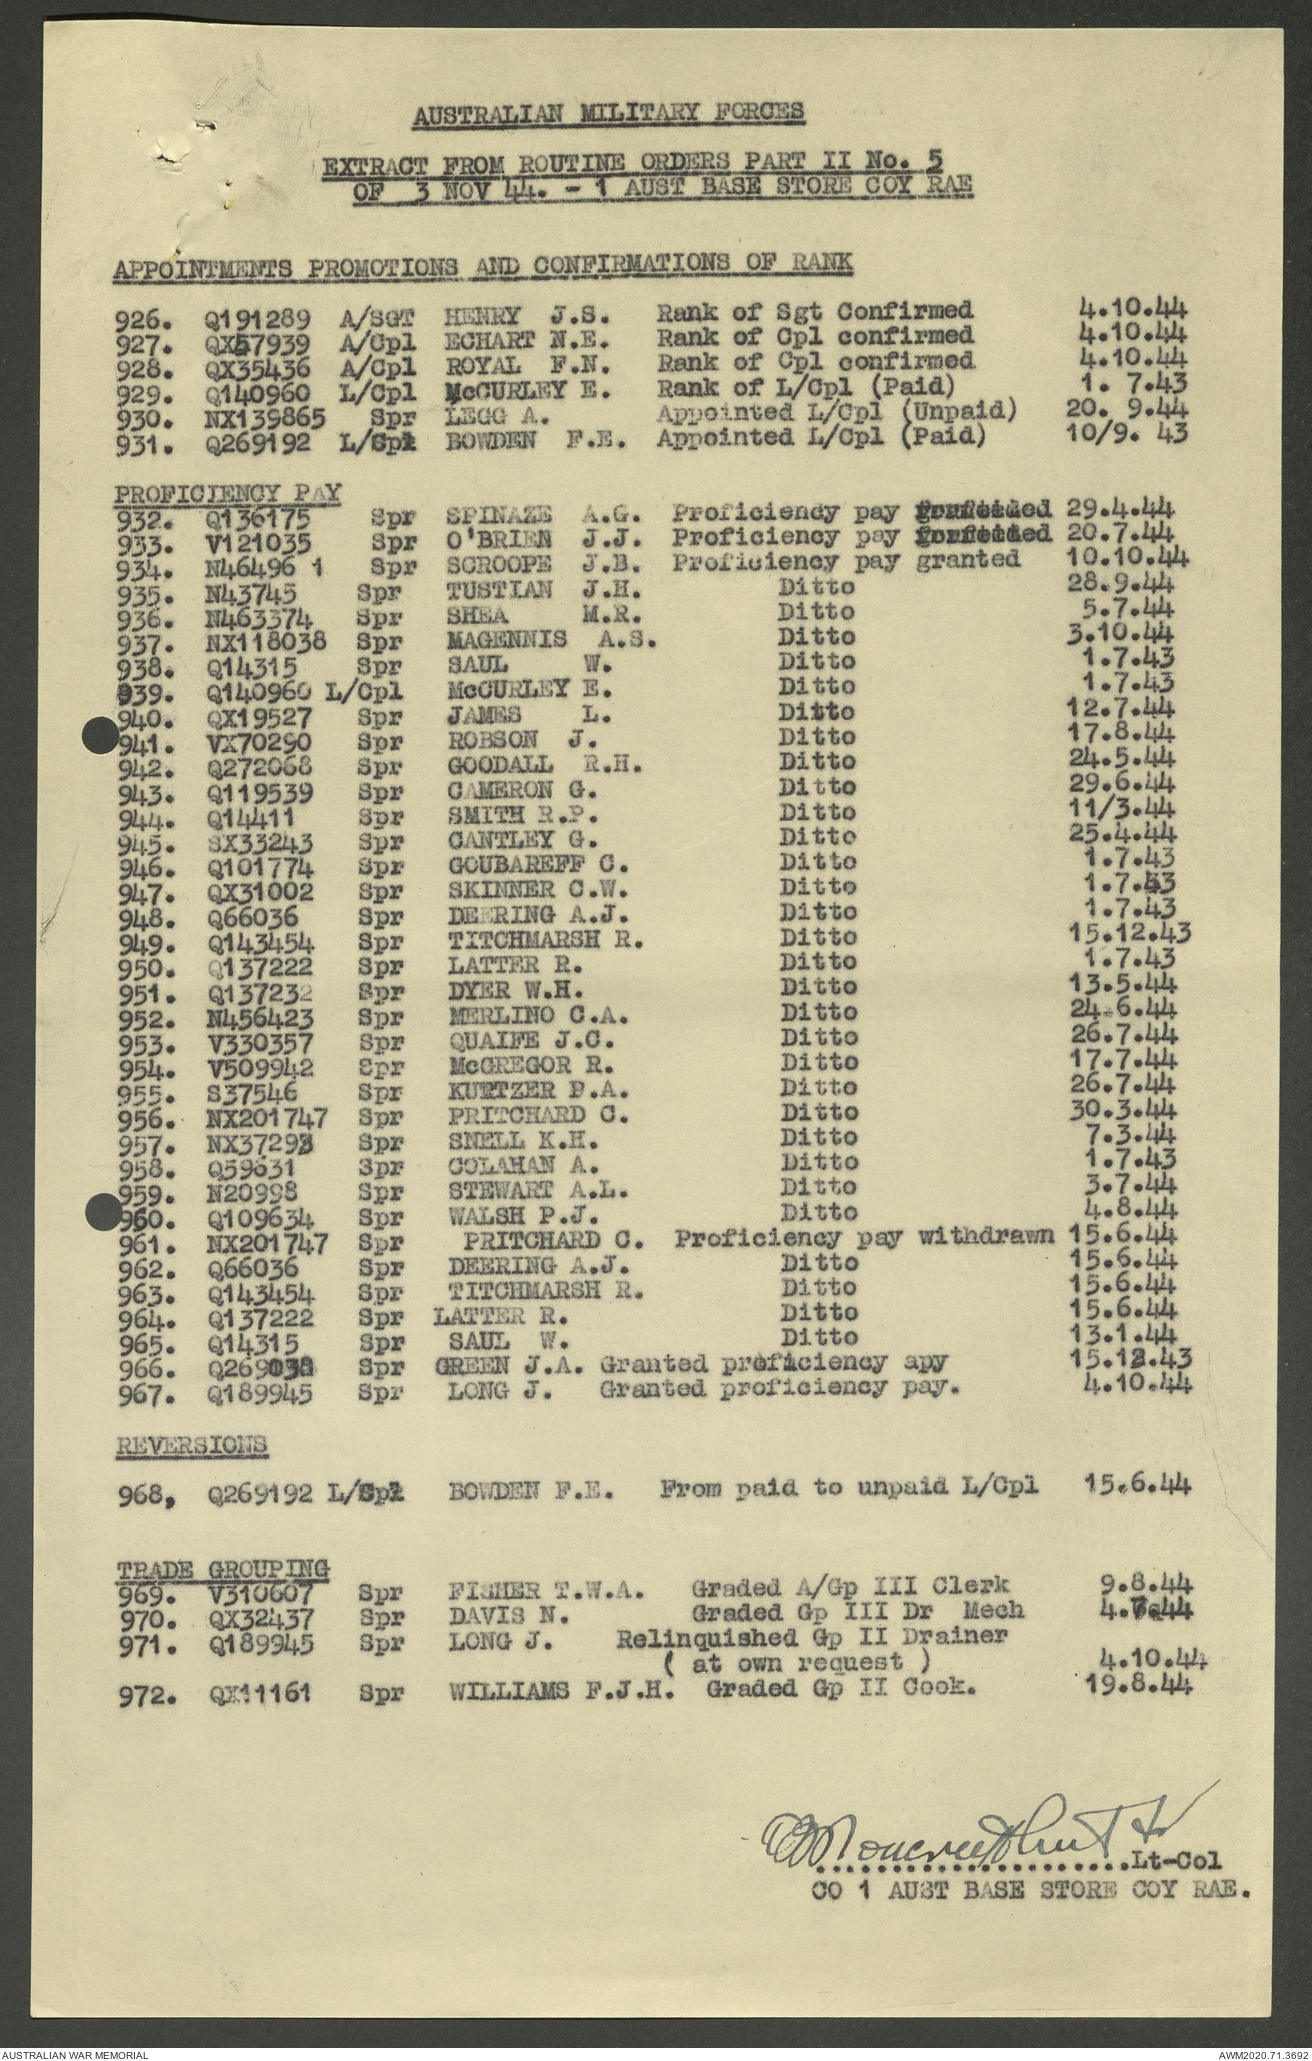 AUSTRALIAN MILITARY FORCES
EXTRACT FROM ROUTINE ORDERS PART II No. 5
OF 3 NOV 44. - 1 AUST BASE STORE COY RAE
APPOINTMENTS PROMOTIONS AND CONFIRMATIONS OF RANK
926. Q191289 A/SGT HENRY J.S. Rank of Sgt Confirmed 4.10.44
927. QX57939 A/Cpl ECHART N.E. Rank of Cpl confirmed 4.10.44
928. QX35436 A/Cpl ROYAL F.N. Rank of Cpl confirmed 4.10.44
929. Q140960 L/Cpl McCURLEY E. Rank of L/Cpl (Paid) 1. 7.43
930. NX139865 Spr LEGG A. Appointed L/Cpl (Unpaid) 20. 9.44
931. Q269192 L/Cpl BOWDEN F.E. Appointed L/Cpl (Paid) 10/9. 43
PROFICIENCY PAY
932. Q136175 Spr SPINAZE A.G. Proficiency pay 29.4.44
933. V121035 Spr O'BRIEN J.J. Proficiency pay 20.7.44
934. N46496 1 Spr SCROOPE J.B. Proficiency pay granted 10.10.44
935. N43745 Spr TUSTIAN J.H. Ditto 28.9.44
936. N463374 Spr SHEA M.R. Ditto 5.7.44
937. NX118038 Spr MAGENNIS A.S. Ditto 3.10.44
938. Q14315 Spr SAUL W. Ditto 1.7.43
939. Q140960 L/Cpl McCURLEY E. Ditto 1.7.43
940. QX19527 Spr JAMES L. Ditto 12.7.44
941. VX70290 Spr ROBSON J. Ditto 17.8.44
942. Q272068 Spr GOODALL R.H. Ditto 24.5.44
943. Q119539 Spr CAMERON G. Ditto 29.6.44
944. Q14411 Spr SMITH R.P. Ditto 11/3.44
945. SX33243 Spr CANTLEY G. Ditto 25.4.44
946. Q101774 Spr GOUBAREFF C. Ditto 1.7.43
947. QX31002 Spr SKINNER C.W. Ditto 1.7.43
948. Q66036 Spr DEERING A.J. Ditto 1.7.43
949. Q143454 Spr TITCHMARSH R. Ditto 15.12.43
950. Q137222 Spr LATTER R. Ditto 1.7.43
951. Q137232 Spr DYER W.H. Ditto 13.5.44
952. N456423 Spr MERLINO C.A. Ditto 24.6.44
953. V330357 Spr QUAIFE J.C. Ditto 26.7.44
954. V509942 Spr McGREGOR R. Ditto 17.7.44
955. S37546 Spr KURTZER B.A. Ditto 26.7.44
956. NX201747 Spr PRITCHARD C. Ditto 30.3.44
957. NX37293 Spr SNELL K.H. Ditto 7.3.44
958. Q59631 Spr COLAHAN A. Ditto 1.7.43
959. N20998 Spr STEWART A.L. Ditto 3.7.44
960. Q109634 Spr WALSH P.J. Ditto 4.8.44
961. NX201747 Spr PRITCHARD C. Proficiency pay withdrawn 15.6.44
962. Q66036 Spr DEERING A.J. Ditto 15.6.44
963. Q143454 Spr TITCHMARSH R. Ditto 15.6.44
964. Q137222 Spr LATTER R. Ditto 15.6.44
965. Q14315 Spr SAUL W. Ditto 13.1.44
966. Q269038 Spr GREEN J.A. Granted proficiency apy 15.12.43
967. Q189945 Spr LONG J. Granted proficiency pay. 4.10.44
REVERSIONS
968, Q269192 L/Cpl BOWDEN F.E. From paid to unpaid L/Cpl 15.6.44
TRADE GROUPING
969. V310607 Spr FISHER T.W.A. Graded A/Gp III Clerk 9.8.44
970. QX32437 Spr DAVIS N. Graded Gp III Dr Mech 4.7.44
971. Q189945 Spr LONG J. Relinquished Gp II Drainer
( at own request ) 4.10.44
972. QX11161 Spr WILLIAMS F.J.H. Graded Gp II Cook. 19.8.44
.....................Lt-Col
CO 1 AUST BASE STORE COY RAE.
AUSTRALIAN WAR MEMORIAL
AWM2020.71.3692